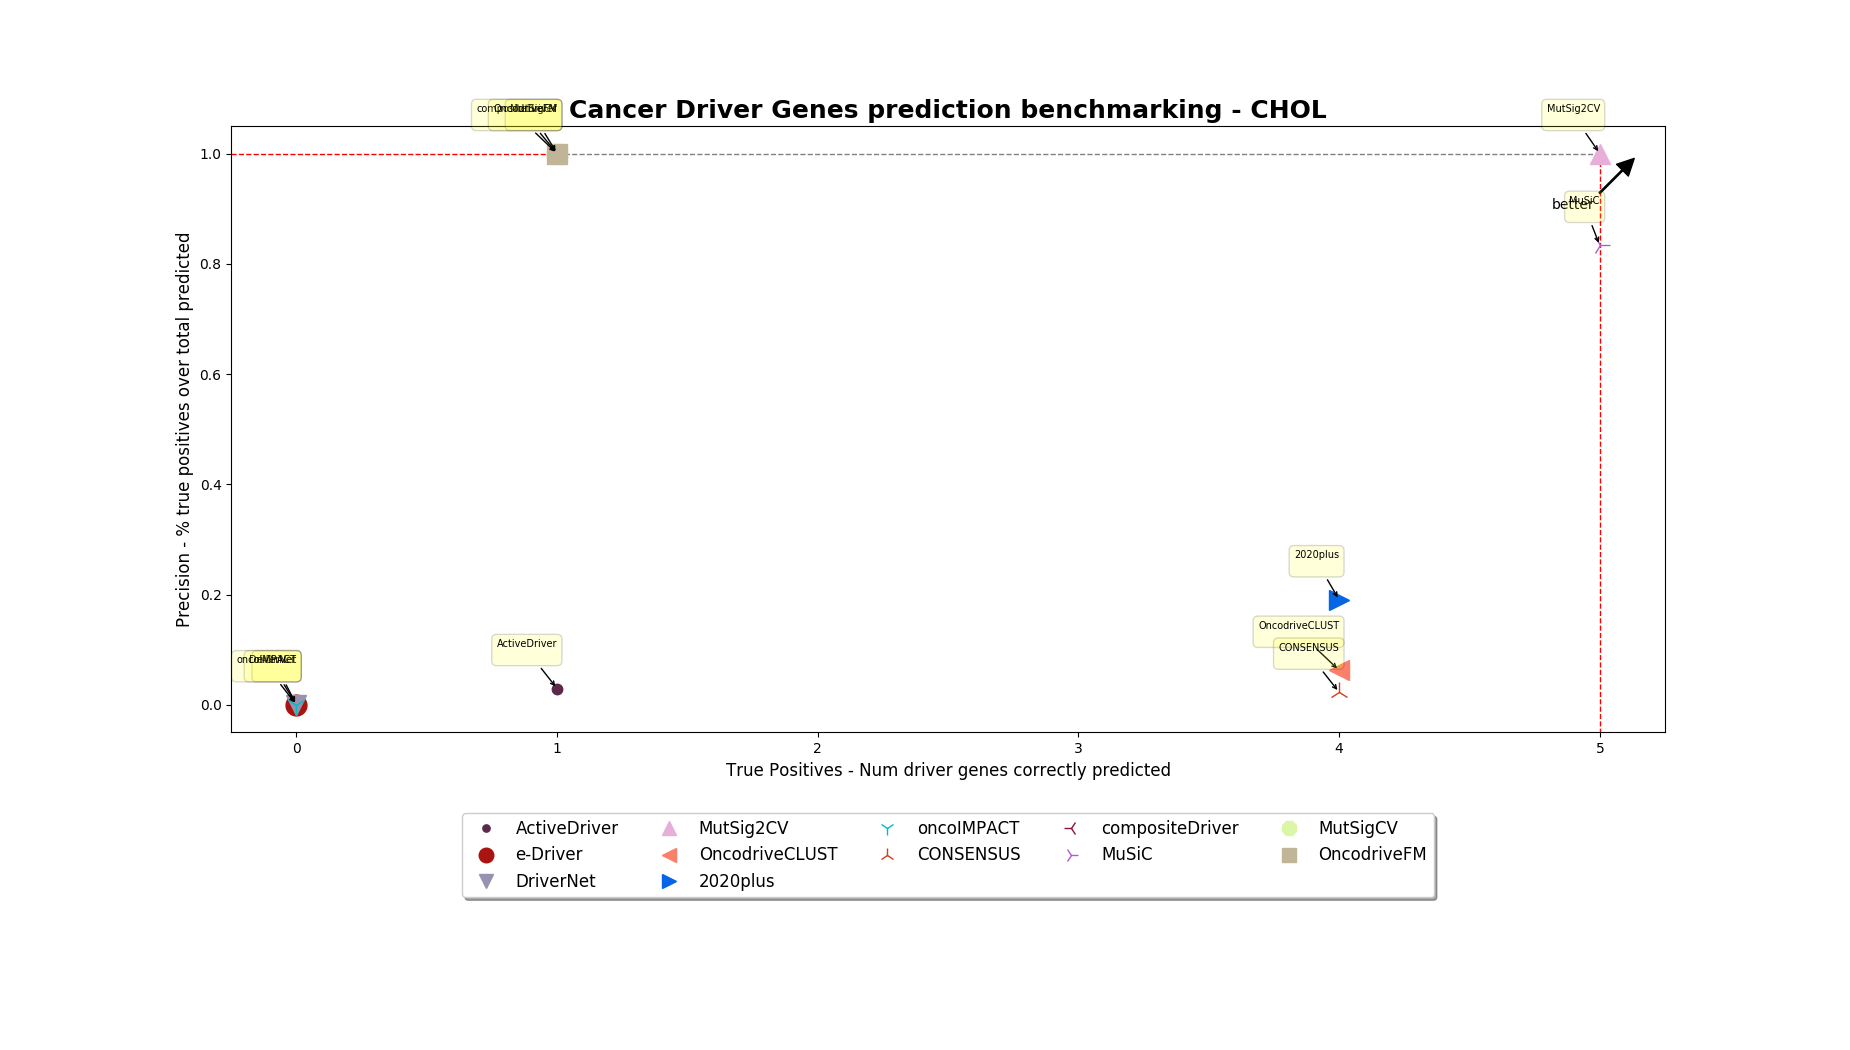 Cancer Driver Genes prediction benchmarking - CHOL
MutSigCV
MutSig2CV
1.0
MuSiC
better
0.8
Precision - % true positives over total predicted
0.6
0.4
2020plus
0.2
OncodriveCLUST
ActiveDriver
CONSENSUS
oncoIMPACT
0.0
0 1 2 3 4 5
True Positives - Num driver genes correctly predicted
ActiveDriver MutSig2CV oncoIMPACT compositeDriver MutSigCV
e-Driver OncodriveCLUST CONSENSUS MuSiC OncodriveFM
DriverNet 2020plus